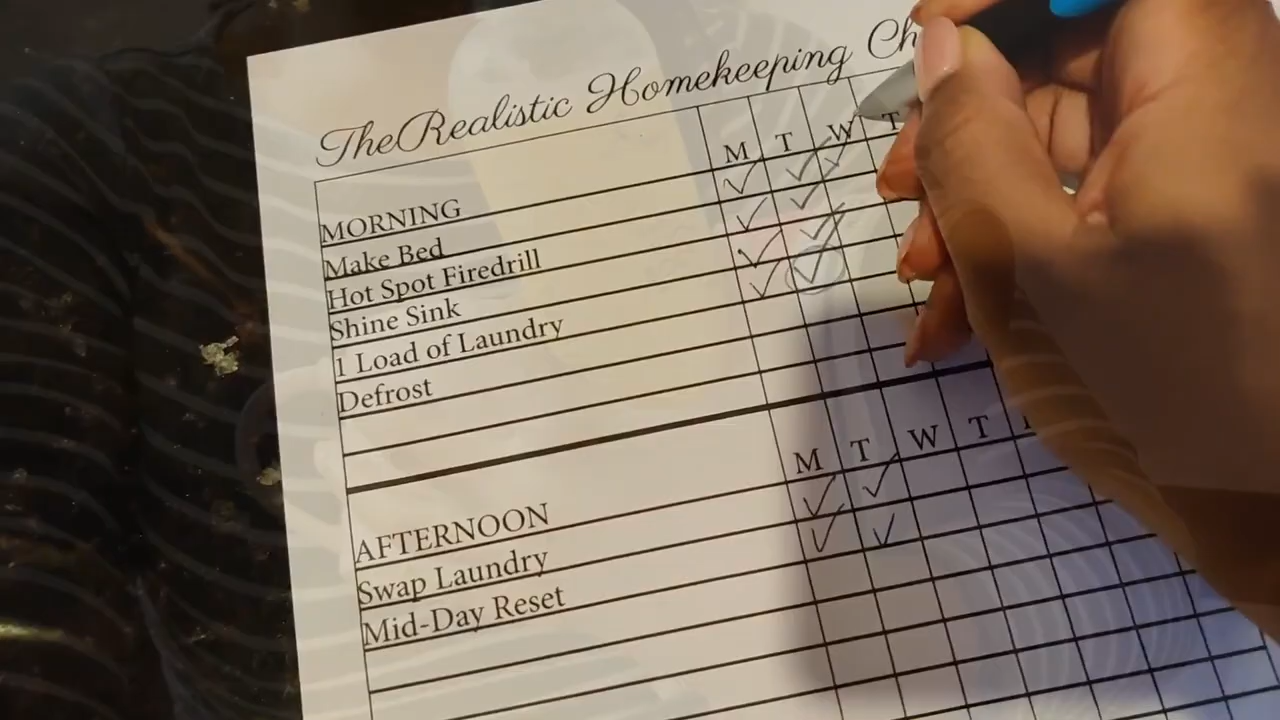 TheRealistic Homekeeping Ch
M T W T
MORNING
Make Bed
Hot Spot Firedrill
Shine Sink
1 Load of Laundry
Defrost
M T W T
AFTERNOON
Swap Laundry
Mid-Day Reset